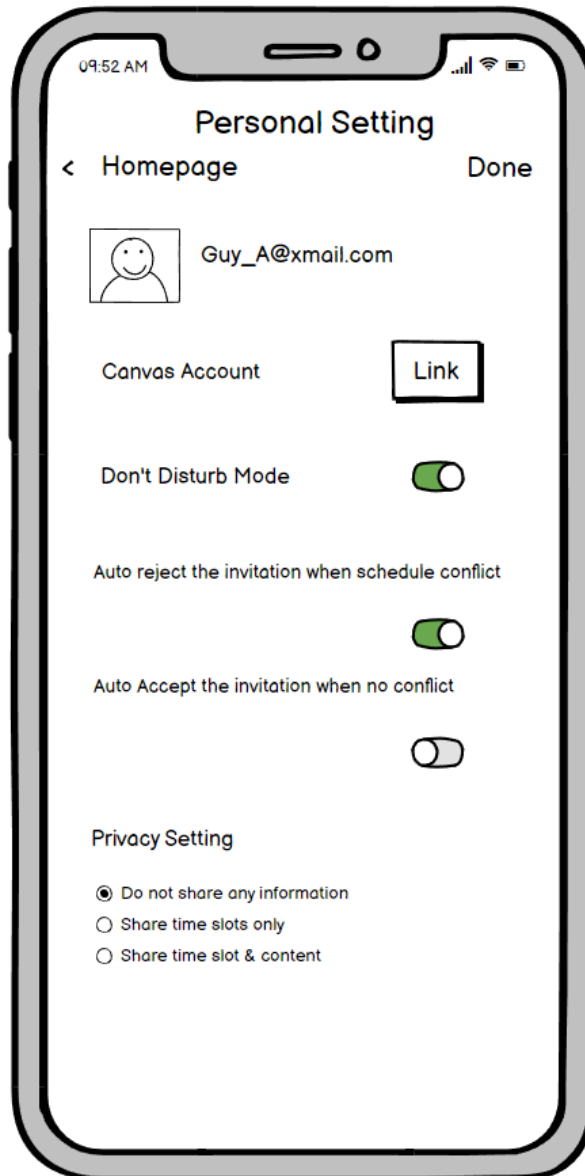 09:52 AM
Personal Setting
< Homepage Done
Guy_A@xmail.com
Canvas Account Link
Don't Disturb Mode
Auto reject the invitation when schedule conflict
Auto Accept the invitation when no conflict
Privacy Setting
Do not share any information
Share time slots only
Share time slot & content